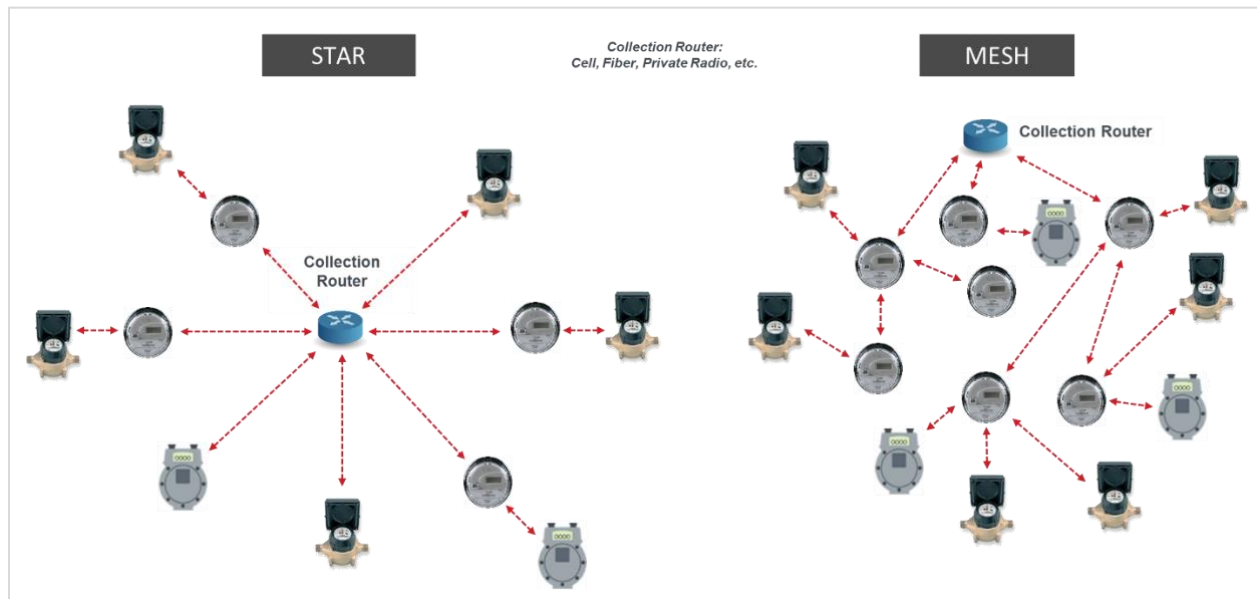 STAR
Collection Router:
Cell, Fiber, Private Radio, etc.
MESH
Collection
Router
Collection Router